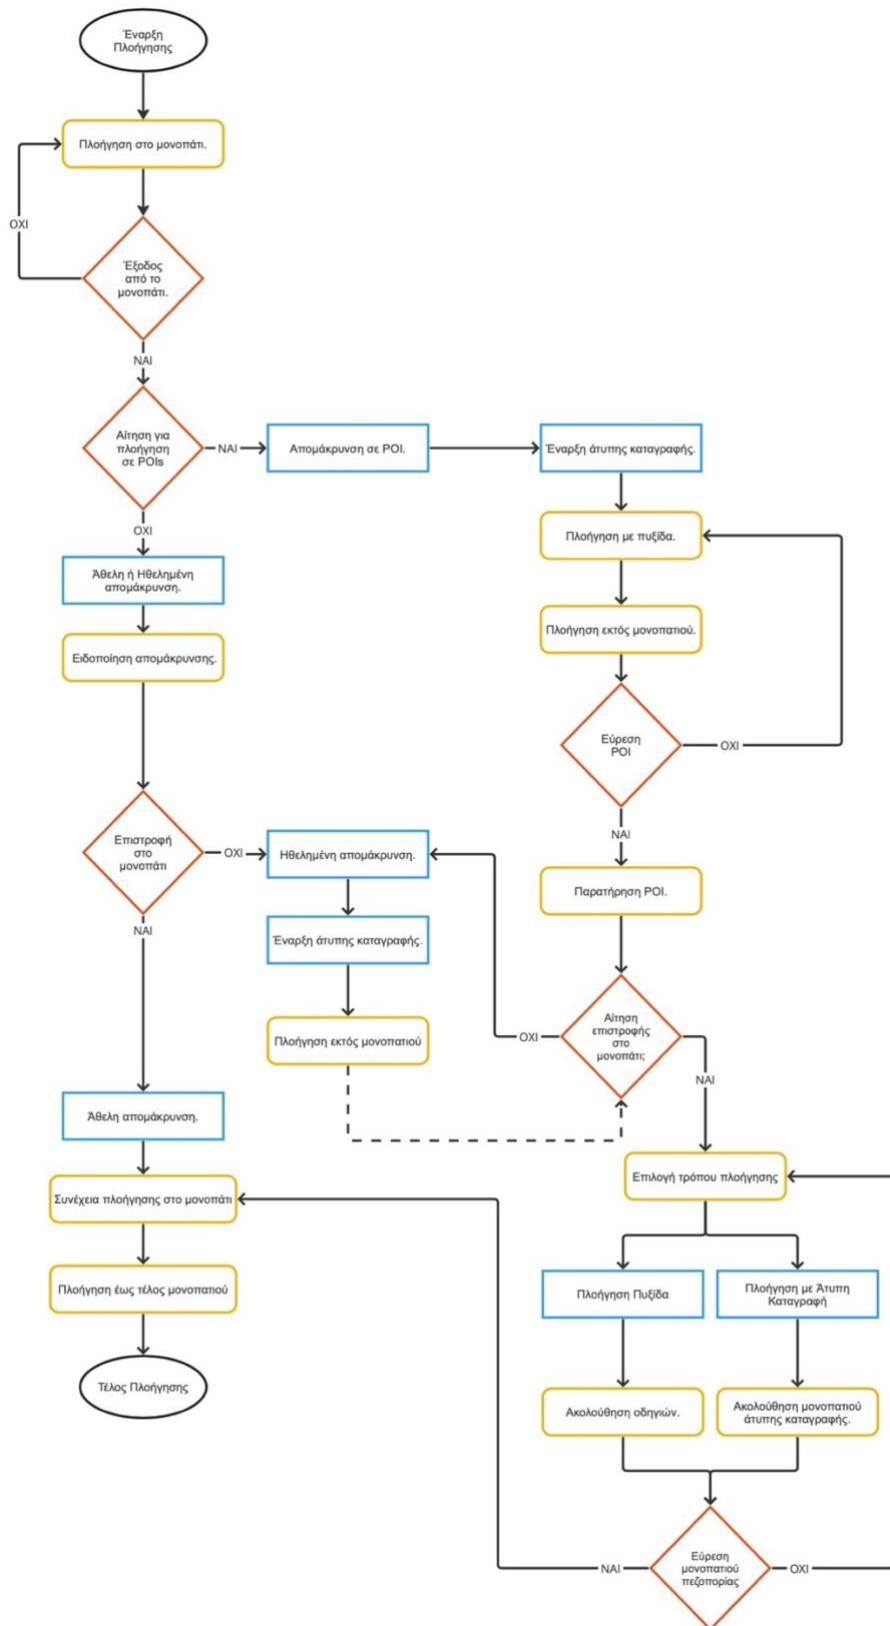 Έναρξη
Πλοήγησης
Πλοήγηση στο μονοπάτι.
ΟΧΙ
Έξοδος
από το
μονοπάτι.
ΝΑΙ
Αίτηση για
πλοήγηση
σε POIs
ΝΑΙ
Απομάκρυνση σε POI.
Έναρξη άτυπης καταγραφής.
ΟΧΙ
Πλοήγηση με πυξίδα.
Άθελη ή Ηθελημένη
απομάκρυνση.
Πλοήγηση εκτός μονοπατιού.
Ειδοποίηση απομάκρυνσης.
Εύρεση
POI
ΟΧΙ
ΝΑΙ
Επιστροφή
στο
μονοπάτι
ΟΧΙ
Ηθελημένη απομάκρυνση.
Παρατήρηση POI.
ΝΑΙ
Έναρξη άτυπης καταγραφής.
Πλοήγηση εκτός μονοπατιού
ΟΧΙ
Αίτηση
επιστροφής
στο
μονοπάτι;
ΝΑΙ
Άθελη απομάκρυνση.
Επιλογή τρόπου πλοήγησης
Συνέχεια πλοήγησης στο μονοπάτι
Πλοήγηση έως τέλος μονοπατιού
Πλοήγηση Πυξίδα
Πλοήγηση με Άτυπη
Καταγραφή
Τέλος Πλοήγησης
Ακολούθηση οδηγιών.
Ακολούθηση μονοπατιού
άτυπης καταγραφής.
ΝΑΙ
Εύρεση
μονοπατιού
πεζοπορίας
ΟΧΙ